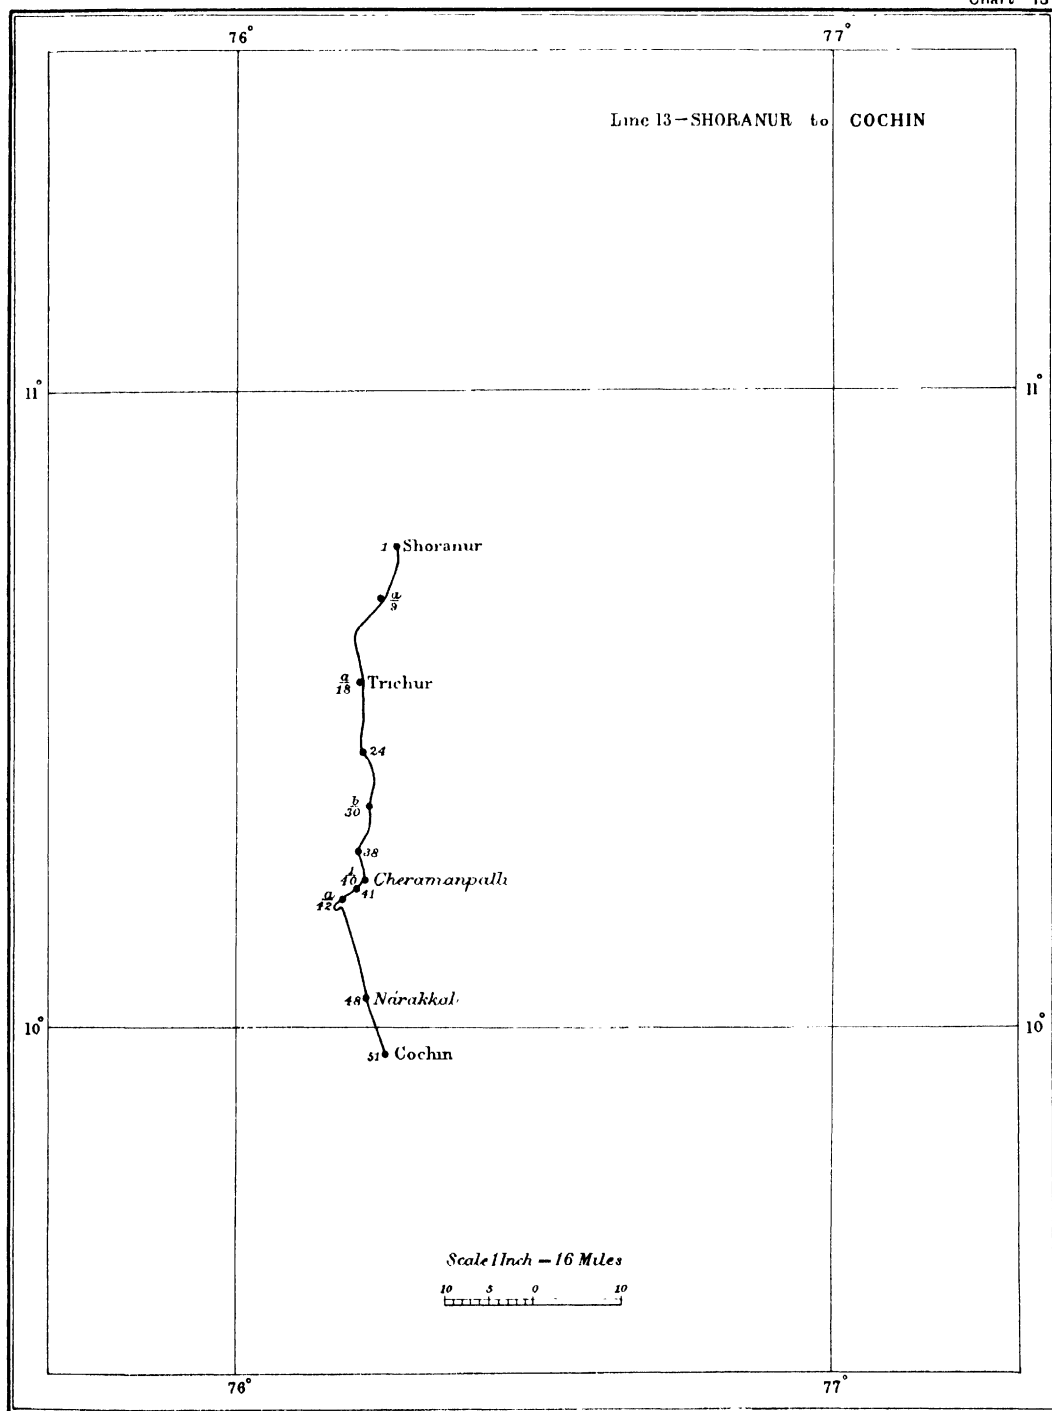 Chart 13
76° 77°
Line 13–SHORANUR to COCHIN
11° 11°
1 Shoranur
a/9
a/18 Trichur
24
b/30
38
40 Cheramanpalli
41
a/42
48 Nárakkal
10° 10°
51 Cochin
Scale 1 Inch = 16 Miles
10 5 0 10
76° 77°